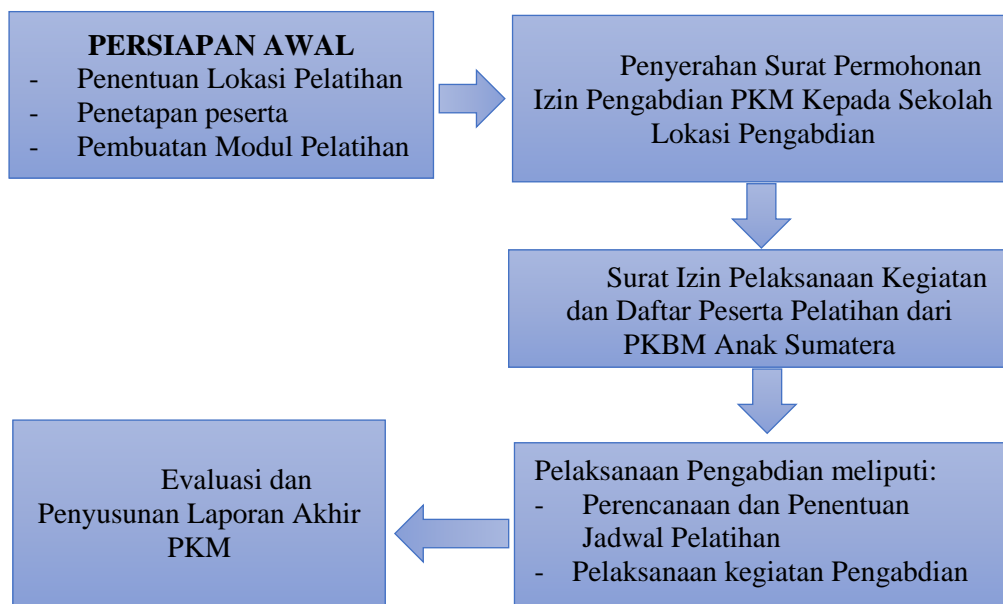 PERSIAPAN AWAL
- Penentuan Lokasi Pelatihan
- Penetapan peserta
- Pembuatan Modul Pelatihan
Penyerahan Surat Permohonan
Izin Pengabdian PKM Kepada Sekolah
Lokasi Pengabdian
Surat Izin Pelaksanaan Kegiatan
dan Daftar Peserta Pelatihan dari
PKBM Anak Sumatera
Pelaksanaan Pengabdian meliputi:
- Perencanaan dan Penentuan
Jadwal Pelatihan
- Pelaksanaan kegiatan Pengabdian
Evaluasi dan
Penyusunan Laporan Akhir
PKM